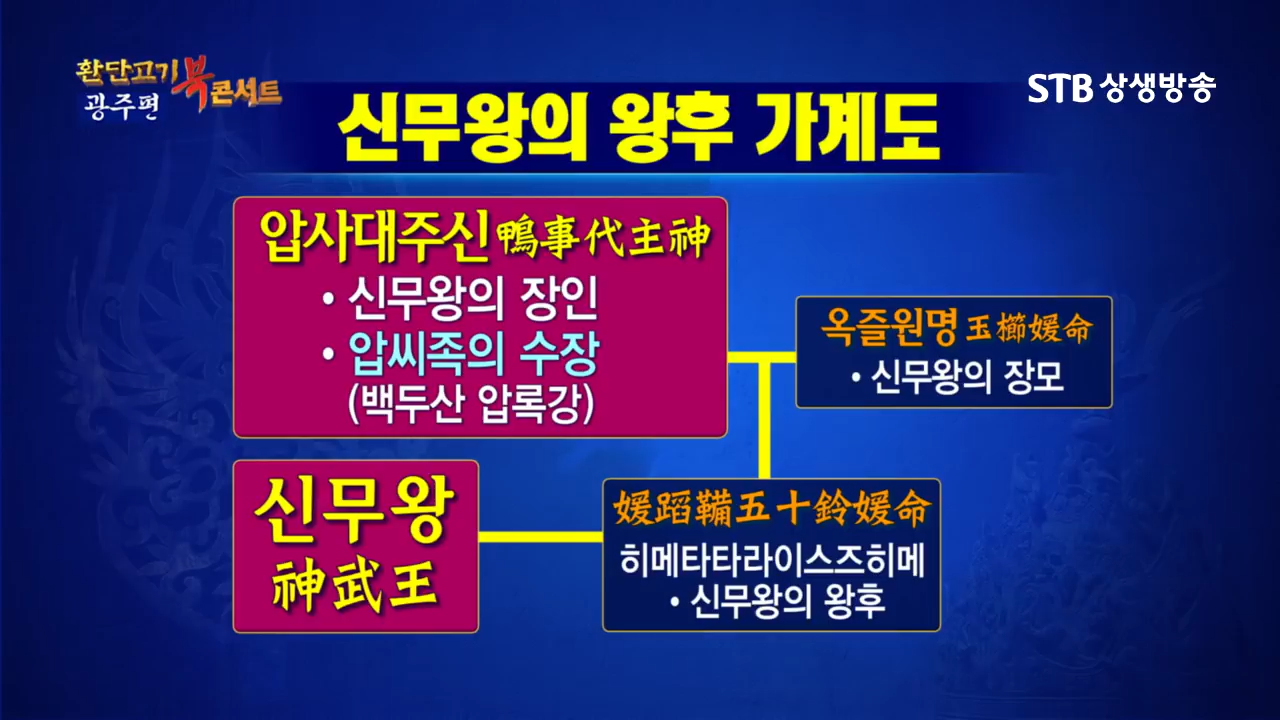 환단고기 북 콘서트
광주편
STB 상생방송
신무왕의 왕후 가계도
압사대주신 鴨事代主神
• 신무왕의 장인
• 압씨족의 수장
(백두산 압록강)
옥즐원명 玉櫛媛命
• 신무왕의 장모
신무왕
神武王
媛蹈鞴五十鈴媛命
히메타타라이스즈히메
• 신무왕의 왕후